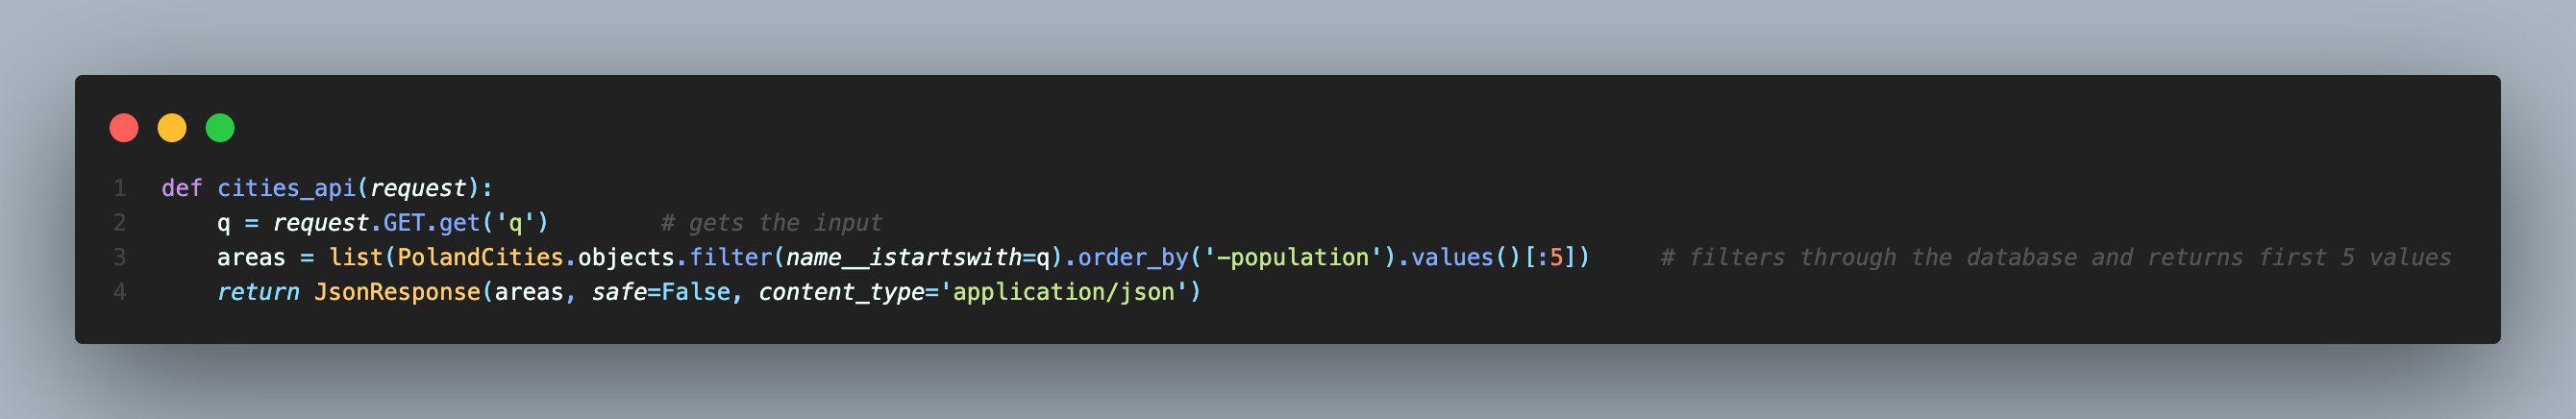 1 def cities_api(request):
2     q = request.GET.get('q')        # gets the input
3     areas = list(PolandCities.objects.filter(name__istartswith=q).order_by('-population').values()[:5])     # filters through the database and returns first 5 values
4     return JsonResponse(areas, safe=False, content_type='application/json')